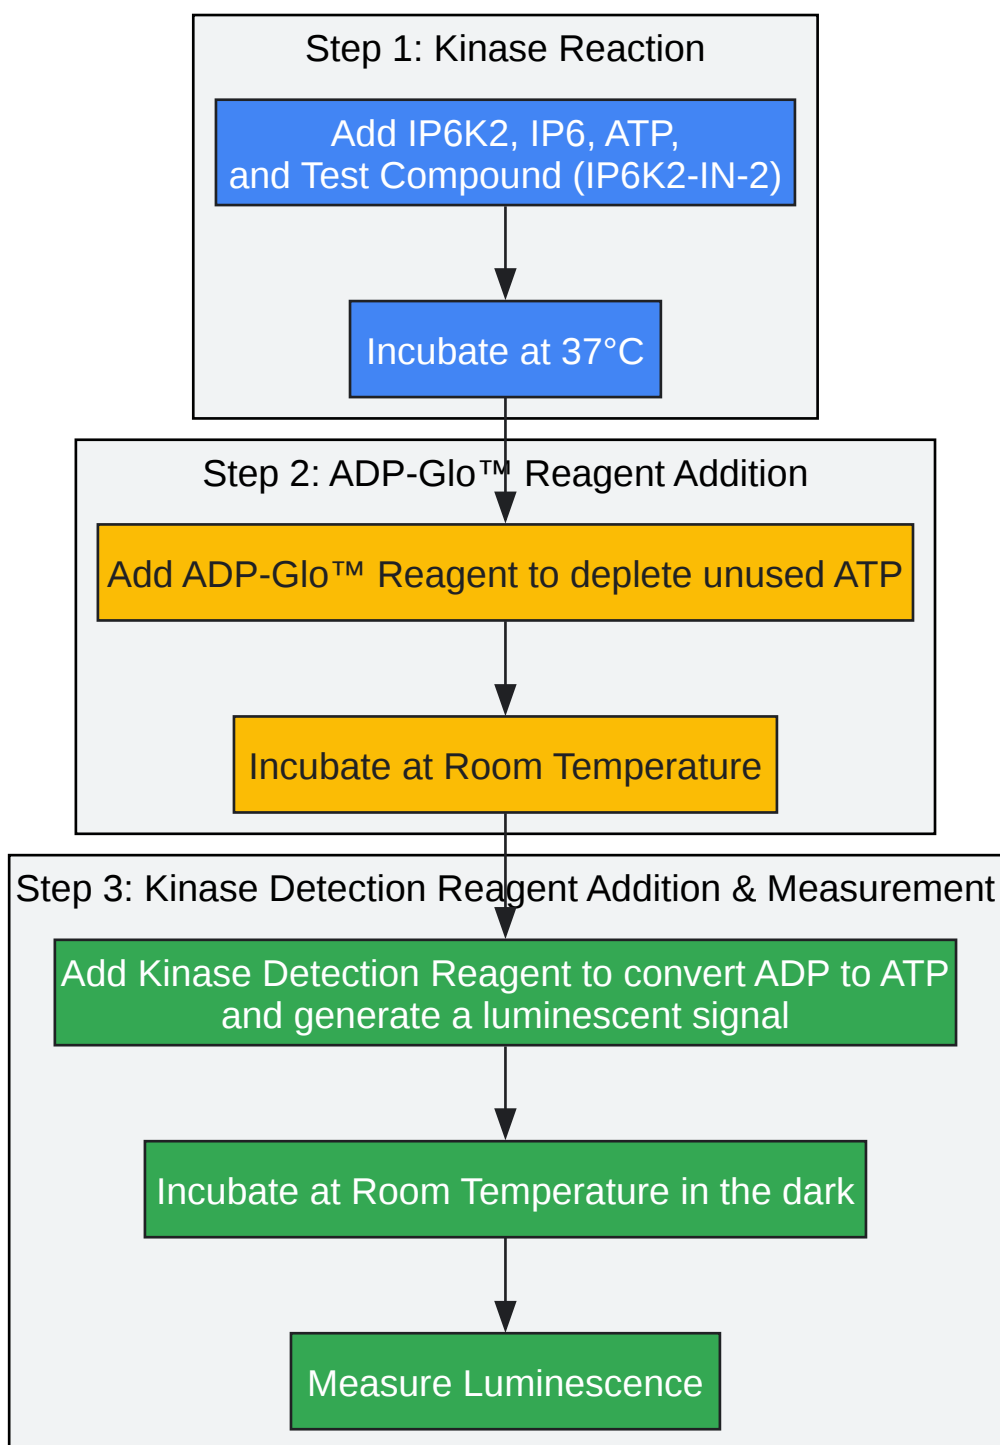 Step 1: Kinase Reaction
Add IP6K2, IP6, ATP,
and Test Compound (IP6K2-IN-2)
Incubate at 37°C
Step 2: ADP-Glo™ Reagent Addition
Add ADP-Glo™ Reagent to deplete unused ATP
Incubate at Room Temperature
Step 3: Kinase Detection Reagent Addition & Measurement
Add Kinase Detection Reagent to convert ADP to ATP
and generate a luminescent signal
Incubate at Room Temperature in the dark
Measure Luminescence